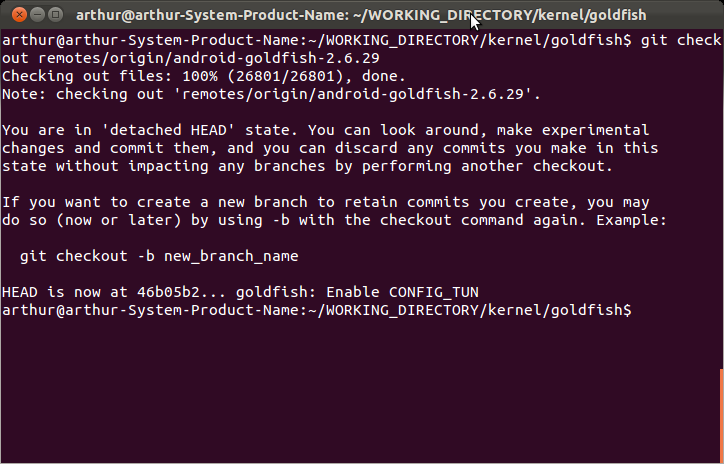 arthur@arthur-System-Product-Name: ~/WORKING_DIRECTORY/kernel/goldfish
arthur@arthur-System-Product-Name:~/WORKING_DIRECTORY/kernel/goldfish$ git check
out remotes/origin/android-goldfish-2.6.29
Checking out files: 100% (26801/26801), done.
Note: checking out 'remotes/origin/android-goldfish-2.6.29'.
You are in 'detached HEAD' state. You can look around, make experimental
changes and commit them, and you can discard any commits you make in this
state without impacting any branches by performing another checkout.
If you want to create a new branch to retain commits you create, you may
do so (now or later) by using -b with the checkout command again. Example:
git checkout -b new_branch_name
HEAD is now at 46b05b2... goldfish: Enable CONFIG_TUN
arthur@arthur-System-Product-Name:~/WORKING_DIRECTORY/kernel/goldfish$